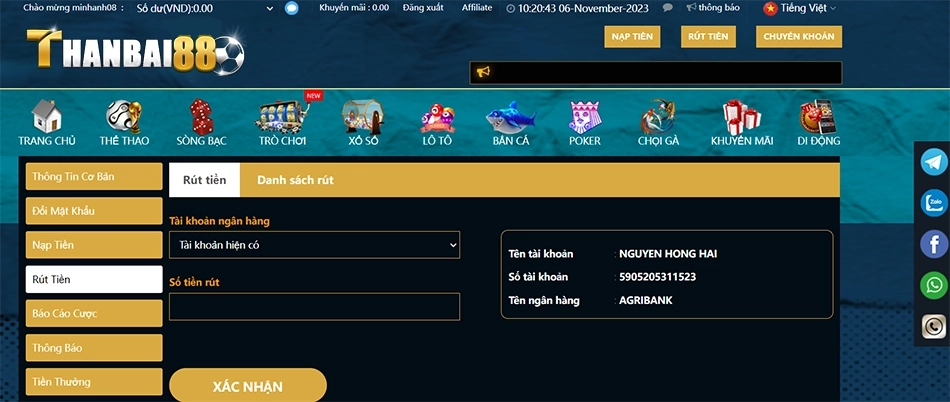 Chào mừng minhanh08 : Số dư(VND):0.00 Khuyến mãi : 0.00 Đăng xuất Affiliate 10:20:43 06-November-2023 thông báo Tiếng Việt
THANBAI88
NẠP TIỀN RÚT TIỀN CHUYỂN KHOẢN
NEW
TRANG CHỦ THỂ THAO SÒNG BẠC TRÒ CHƠI XỔ SỐ LÔ TÔ BẮN CÁ POKER CHỌI GÀ KHUYẾN MÃI DI ĐỘNG
Thông Tin Cơ Bản
Đổi Mật Khẩu
Nạp Tiền
Rút Tiền
Báo Cáo Cược
Thông Báo
Tiền Thưởng
Rút tiền Danh sách rút
Tài khoản ngân hàng
Tài khoản hiện có
Số tiền rút
XÁC NHẬN
Tên tài khoản : NGUYEN HONG HAI
Số tài khoản : 5905205311523
Tên ngân hàng : AGRIBANK
Zalo